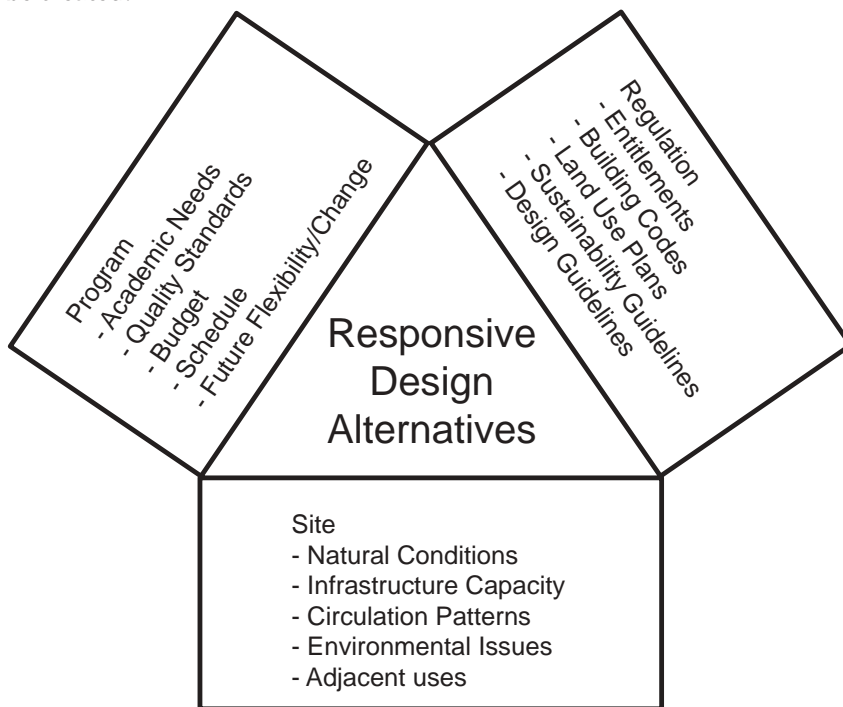 Program
- Academic Needs
- Quality Standards
- Budget
- Schedule
- Future Flexibility/Change
Regulation
- Entitlements
- Building Codes
- Land Use Plans
- Sustainability Guidelines
- Design Guidelines
Responsive
Design
Alternatives
Site
- Natural Conditions
- Infrastructure Capacity
- Circulation Patterns
- Environmental Issues
- Adjacent uses